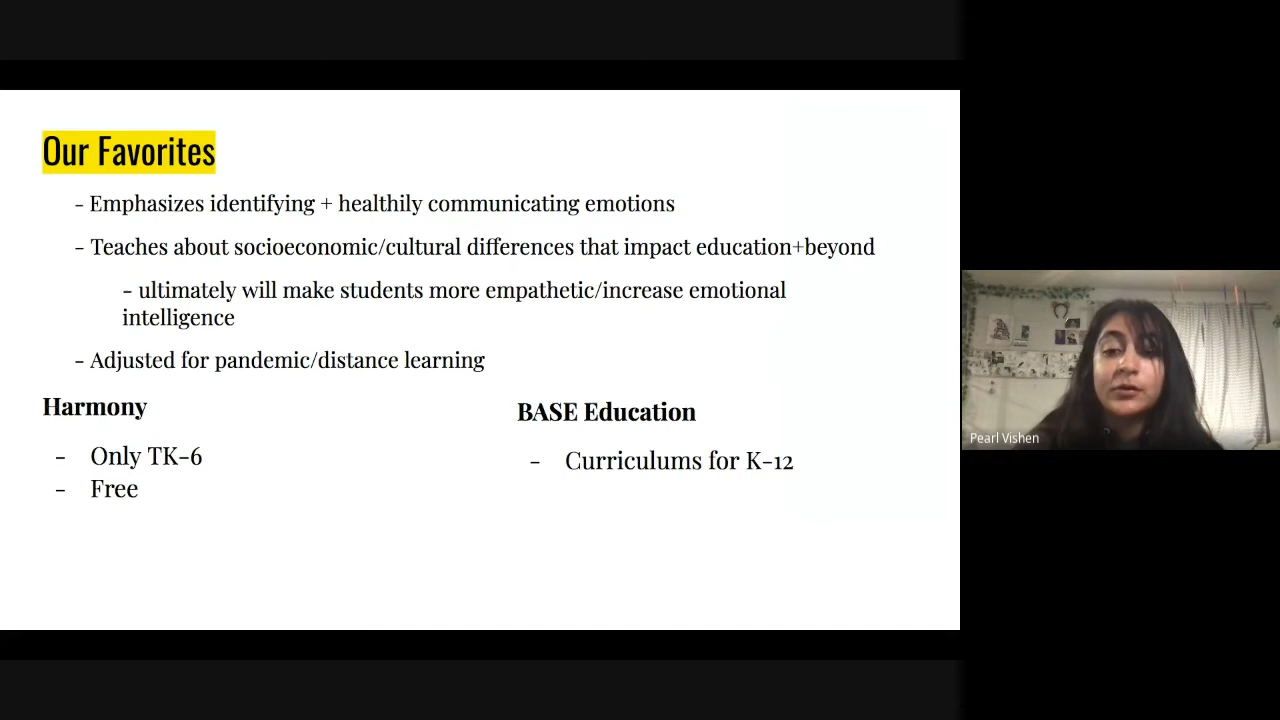 Our Favorites
- Emphasizes identifying + healthily communicating emotions
- Teaches about socioeconomic/cultural differences that impact education+beyond
- ultimately will make students more empathetic/increase emotional
intelligence
- Adjusted for pandemic/distance learning
Harmony
- Only TK-6
- Free
BASE Education
- Curriculums for K-12
Pearl Vishen